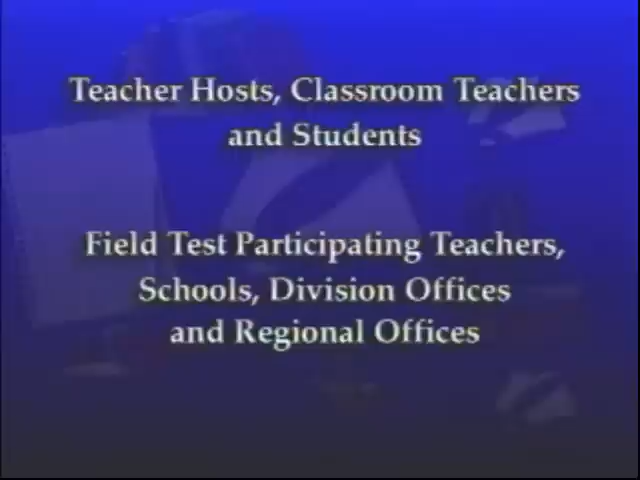 Teacher Hosts, Classroom Teachers
and Students
Field Test Participating Teachers,
Schools, Division Offices
and Regional Offices